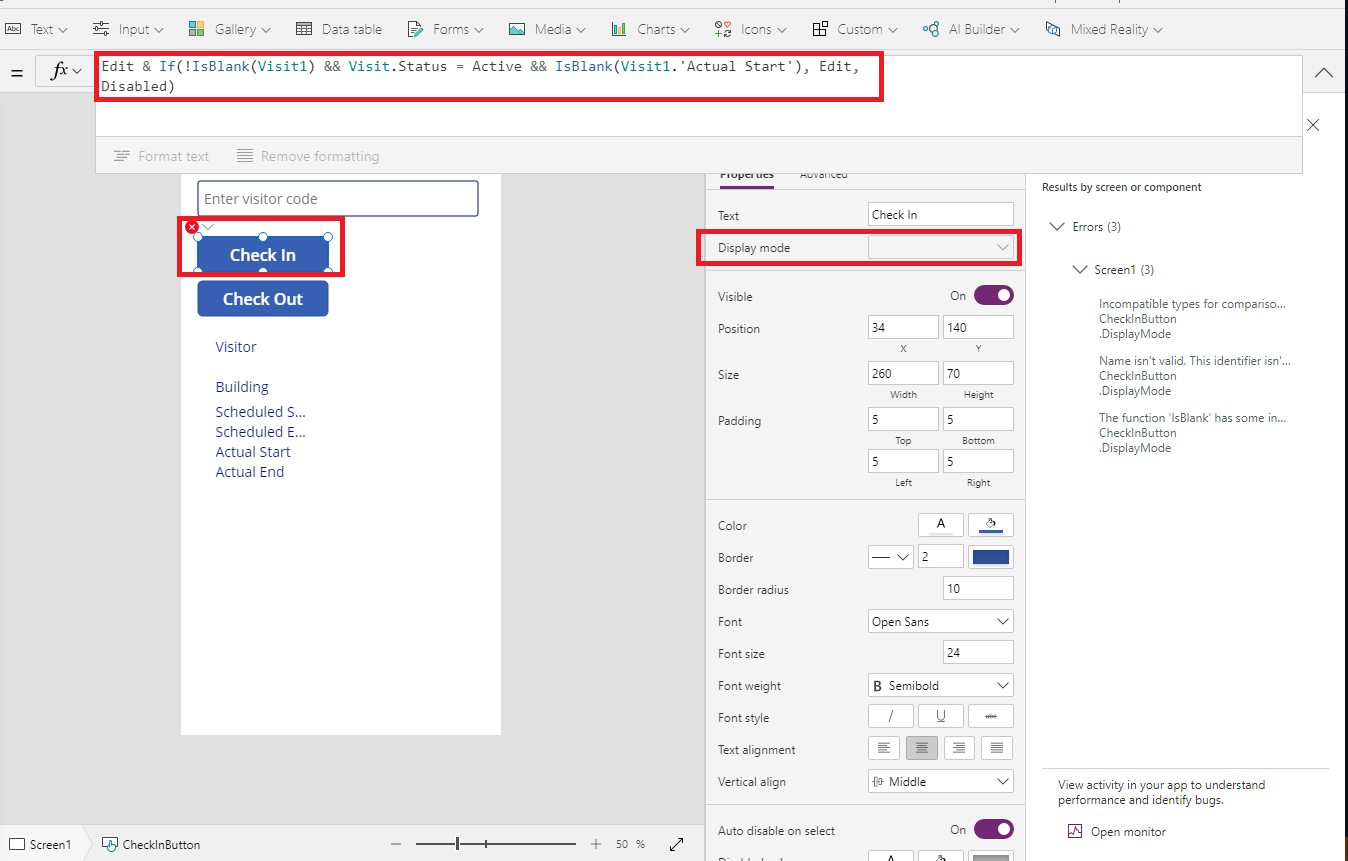 Abc Text Input Gallery Data table Forms Media Charts Icons Custom AI Builder Mixed Reality
= fx Edit & If(!IsBlank(Visit1) && Visit.Status = Active && IsBlank(Visit1.'Actual Start'), Edit,
Disabled)
Format text Remove formatting
Enter visitor code
Check In
Check Out
Visitor
Building
Scheduled S...
Scheduled E...
Actual Start
Actual End
Properties Advanced
Text Check In
Display mode
Visible On
Position 34 140
X Y
Size 260 70
Width Height
Padding 5 5
Top Bottom
5 5
Left Right
Color A
Border 2
Border radius 10
Font Open Sans
Font size 24
Font weight B Semibold
Font style / U abc
Text alignment
Vertical align Middle
Auto disable on select On
Results by screen or component
Errors (3)
Screen1 (3)
Incompatible types for compariso...
CheckInButton
.DisplayMode
Name isn't valid. This identifier isn'...
CheckInButton
.DisplayMode
The function 'IsBlank' has some in...
CheckInButton
.DisplayMode
View activity in your app to understand
performance and identify bugs.
Open monitor
Screen1 CheckInButton 50 %